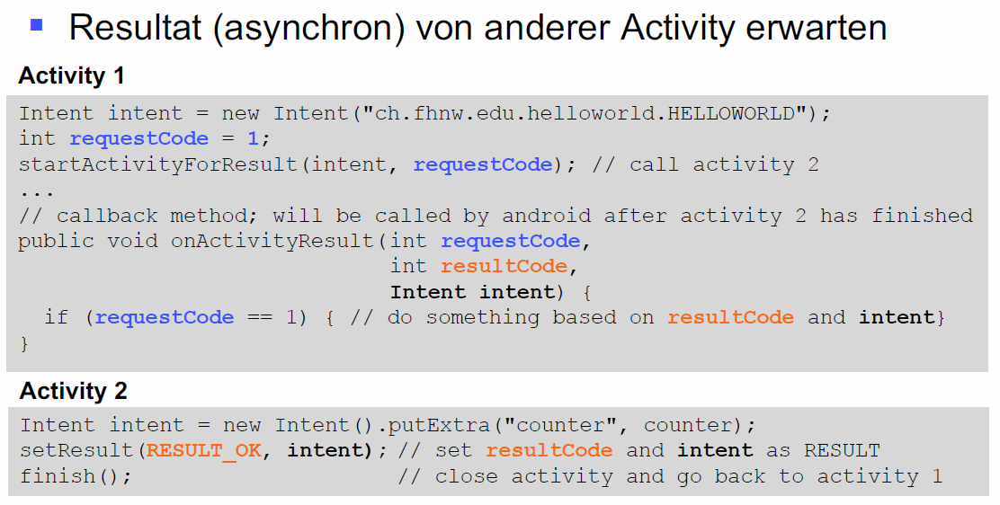 Resultat (asynchron) von anderer Activity erwarten
Activity 1
Intent intent = new Intent("ch.fhnw.edu.helloworld.HELLOWORLD");
int requestCode = 1;
startActivityForResult(intent, requestCode); // call activity 2
...
// callback method; will be called by android after activity 2 has finished
public void onActivityResult(int requestCode,
int resultCode,
Intent intent) {
if (requestCode == 1) { // do something based on resultCode and intent}
}
Activity 2
Intent intent = new Intent().putExtra("counter", counter);
setResult(RESULT_OK, intent); // set resultCode and intent as RESULT
finish(); // close activity and go back to activity 1